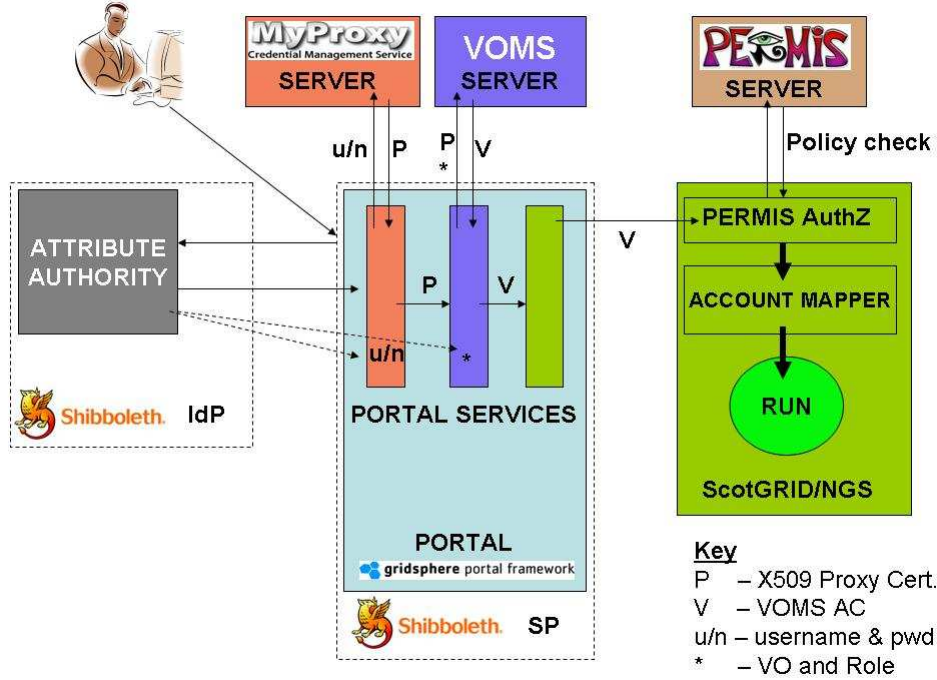 MyProxy
Credential Management Service
SERVER
VOMS
SERVER
PERMIS
SERVER
u/n
P
P
*
V
Policy check
ATTRIBUTE
AUTHORITY
P
V
V
u/n
*
PERMIS AuthZ
ACCOUNT MAPPER
RUN
ScotGRID/NGS
Shibboleth.
IdP
PORTAL SERVICES
PORTAL
gridsphere portal framework
Shibboleth.
SP
Key
P – X509 Proxy Cert.
V – VOMS AC
u/n – username & pwd
* – VO and Role